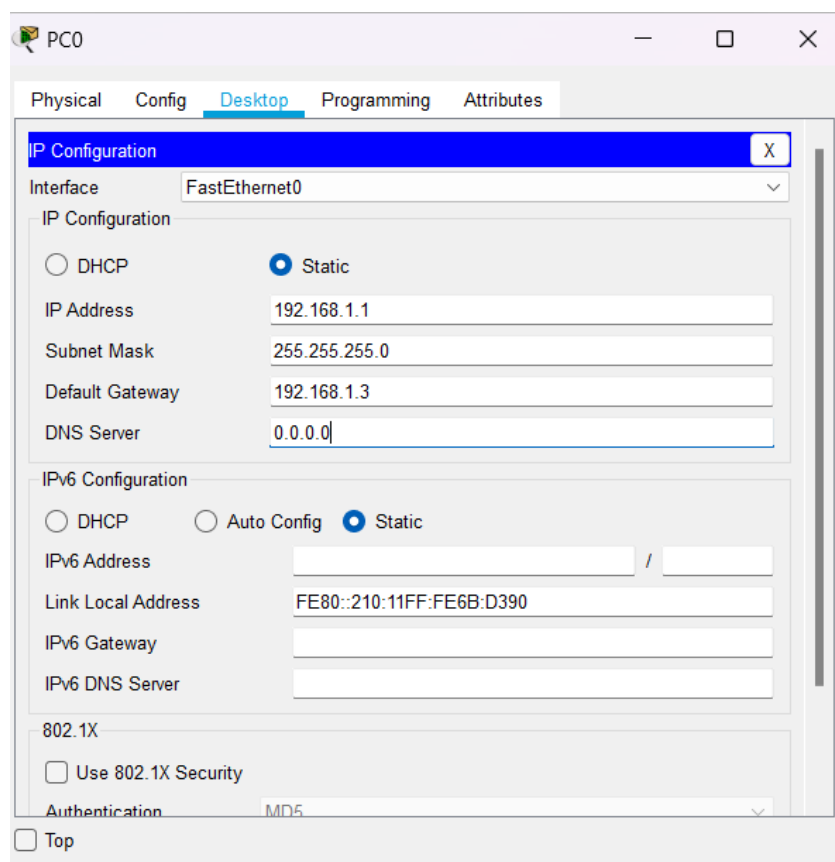 PC0
Physical Config Desktop Programming Attributes
IP Configuration X
Interface FastEthernet0
IP Configuration
DHCP Static
IP Address 192.168.1.1
Subnet Mask 255.255.255.0
Default Gateway 192.168.1.3
DNS Server 0.0.0.0
IPv6 Configuration
DHCP Auto Config Static
IPv6 Address /
Link Local Address FE80::210:11FF:FE6B:D390
IPv6 Gateway
IPv6 DNS Server
802.1X
Use 802.1X Security
Authentication MD5
Top